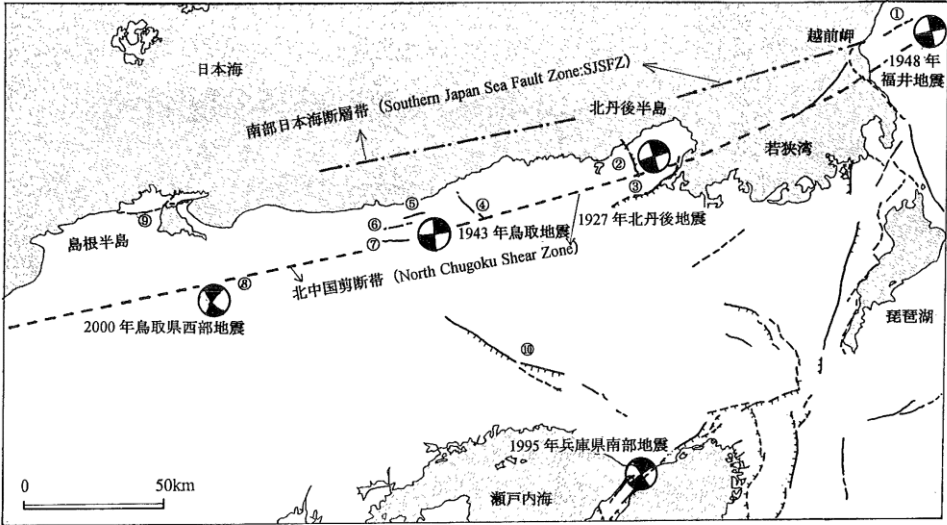 ①
越前岬
1948年
福井地震
日本海
南部日本海断層帯（Southern Japan Sea Fault Zone:SJSFZ）
北丹後半島
若狭湾
②
③
1927年北丹後地震
④
⑤
⑥
⑦
1943年鳥取地震
⑨
島根半島
北中国剪断帯（North Chugoku Shear Zone）
⑧
2000年鳥取県西部地震
琵琶湖
⑩
1995年兵庫県南部地震
瀬戸内海
0 50km